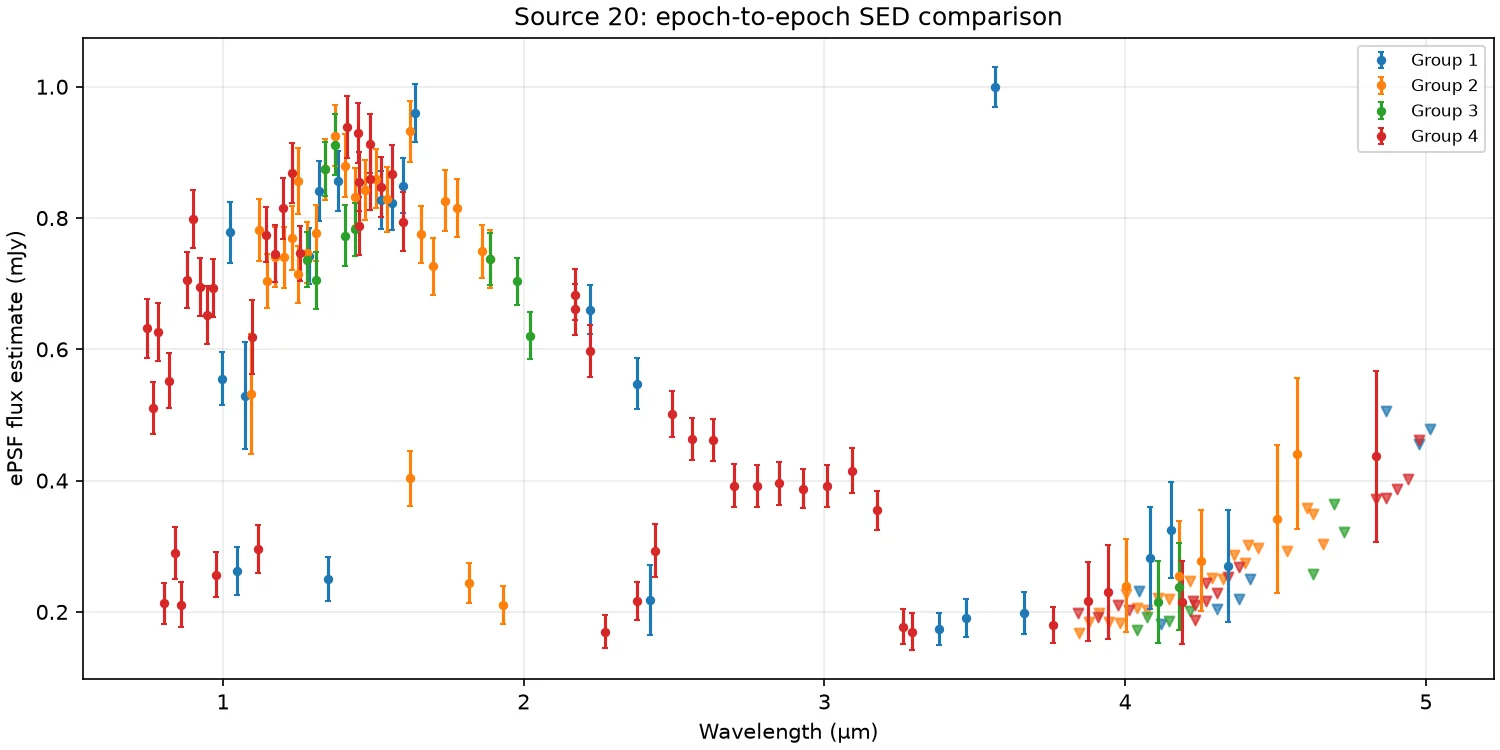 Source 20: epoch-to-epoch SED comparison
Group 1
Group 2
Group 3
Group 4
ePSF flux estimate (mJy)
1.0
0.8
0.6
0.4
0.2
1 2 3 4 5
Wavelength (μm)